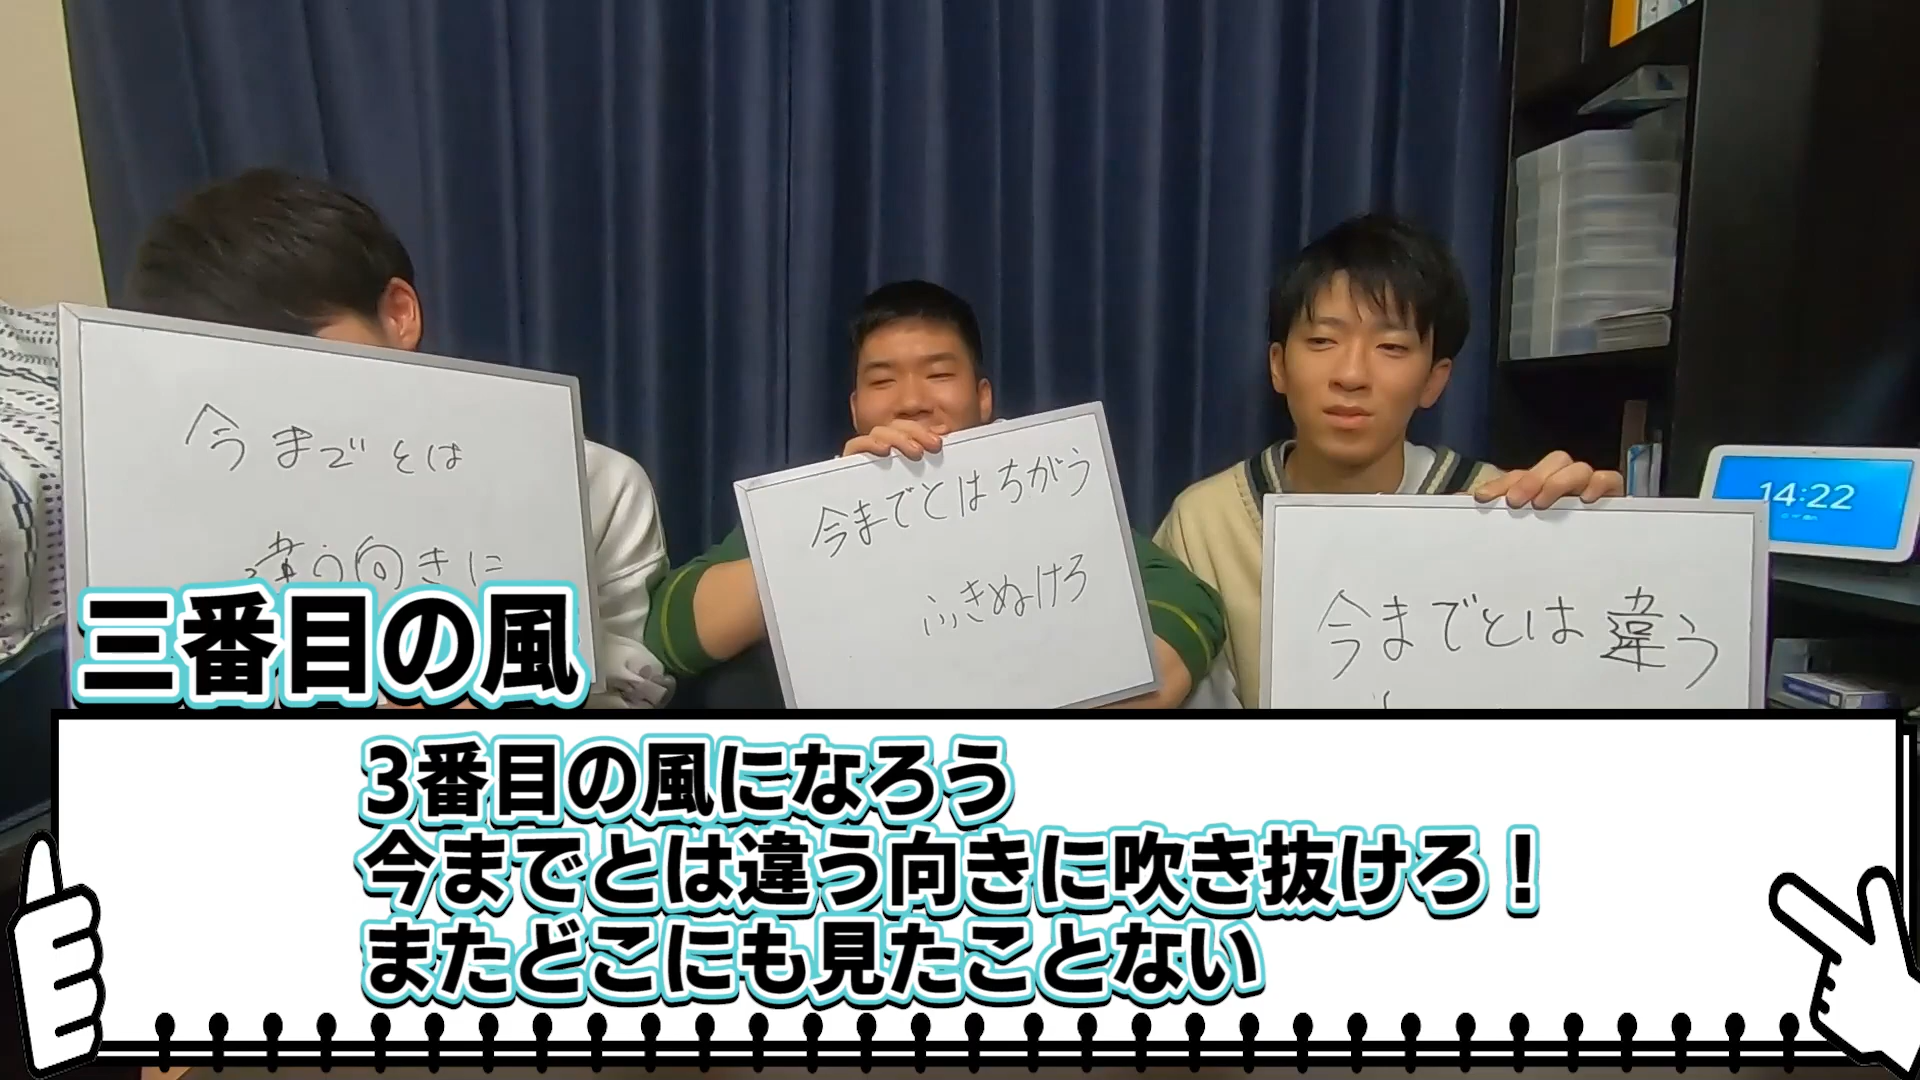 今までとは
違う向きに
今までとはちがう
ふきぬけろ
今までとは違う
14:22
三番目の風
3番目の風になろう
今までとは違う向きに吹き抜けろ！
まだどこにも見たことない